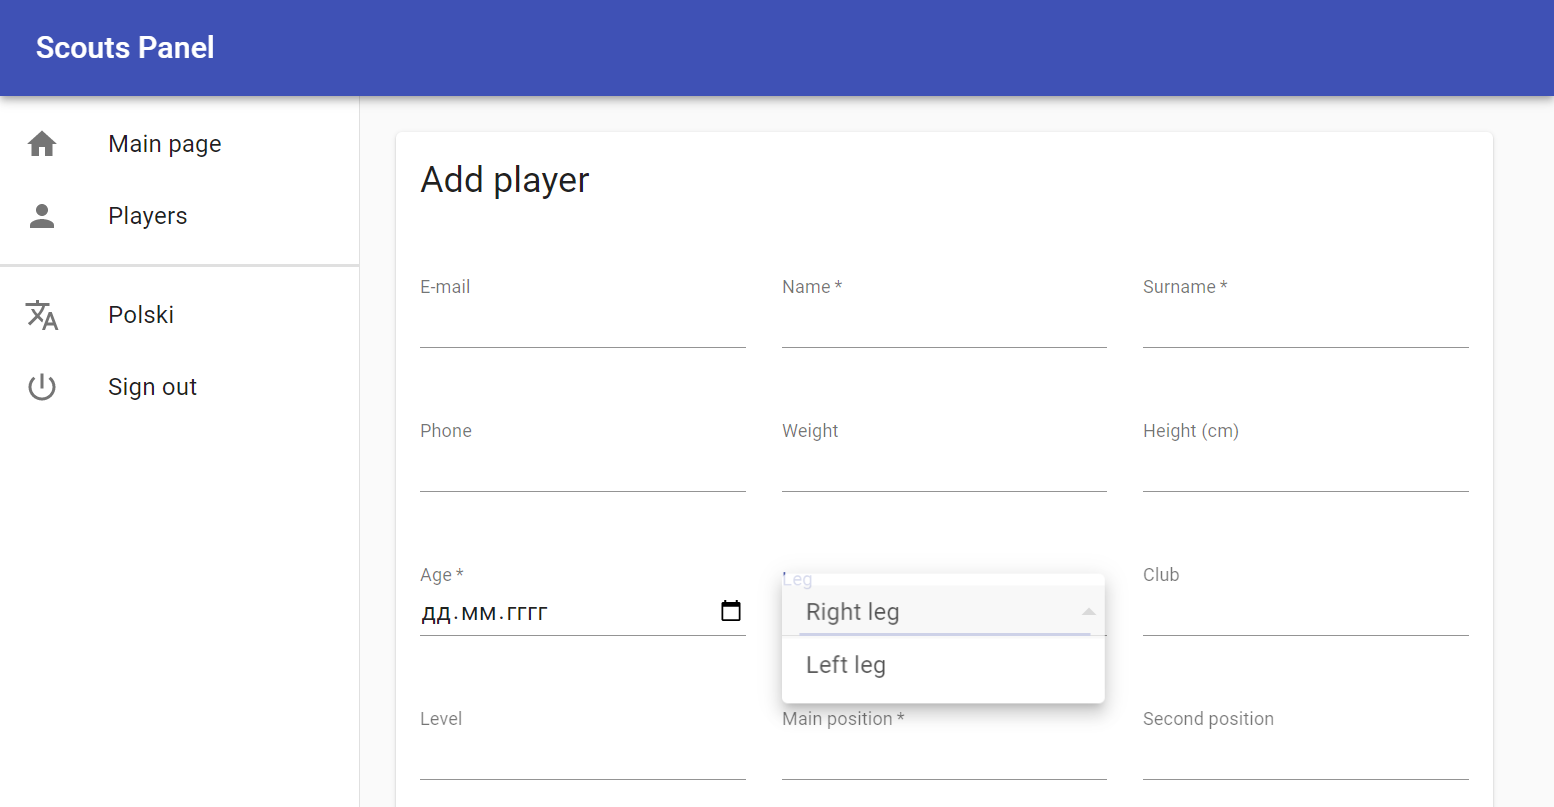 Scouts Panel
Main page
Players
Polski
Sign out
Add player
E-mail
Name *
Surname *
Phone
Weight
Height (cm)
Age *
дд.мм.гггг
Leg
Right leg
Left leg
Club
Level
Main position *
Second position